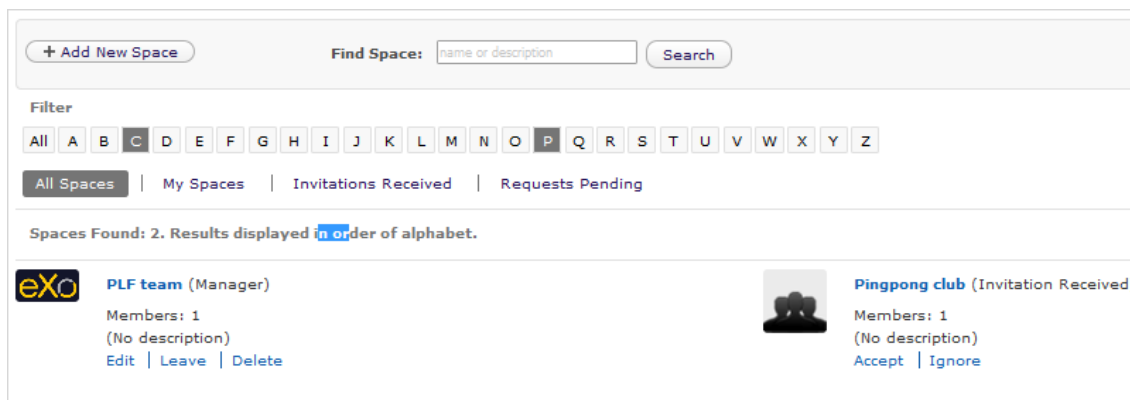 + Add New Space Find Space: name or description Search
Filter
All A B C D E F G H I J K L M N O P Q R S T U V W X Y Z
All Spaces | My Spaces | Invitations Received | Requests Pending
Spaces Found: 2. Results displayed in order of alphabet.
eXo PLF team (Manager) Pingpong club (Invitation Received
Members: 1 Members: 1
(No description) (No description)
Edit | Leave | Delete Accept | Ignore